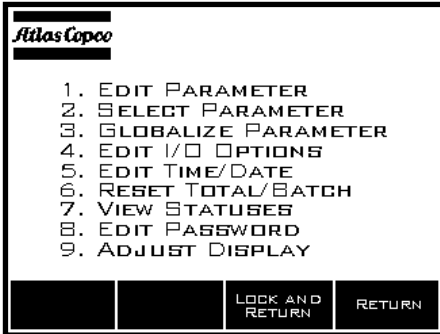 Atlas Copco
1. EDIT PARAMETER
2. SELECT PARAMETER
3. GLOBALIZE PARAMETER
4. EDIT I/O OPTIONS
5. EDIT TIME/DATE
6. RESET TOTAL/BATCH
7. VIEW STATUSES
8. EDIT PASSWORD
9. ADJUST DISPLAY
LOCK AND
RETURN
RETURN